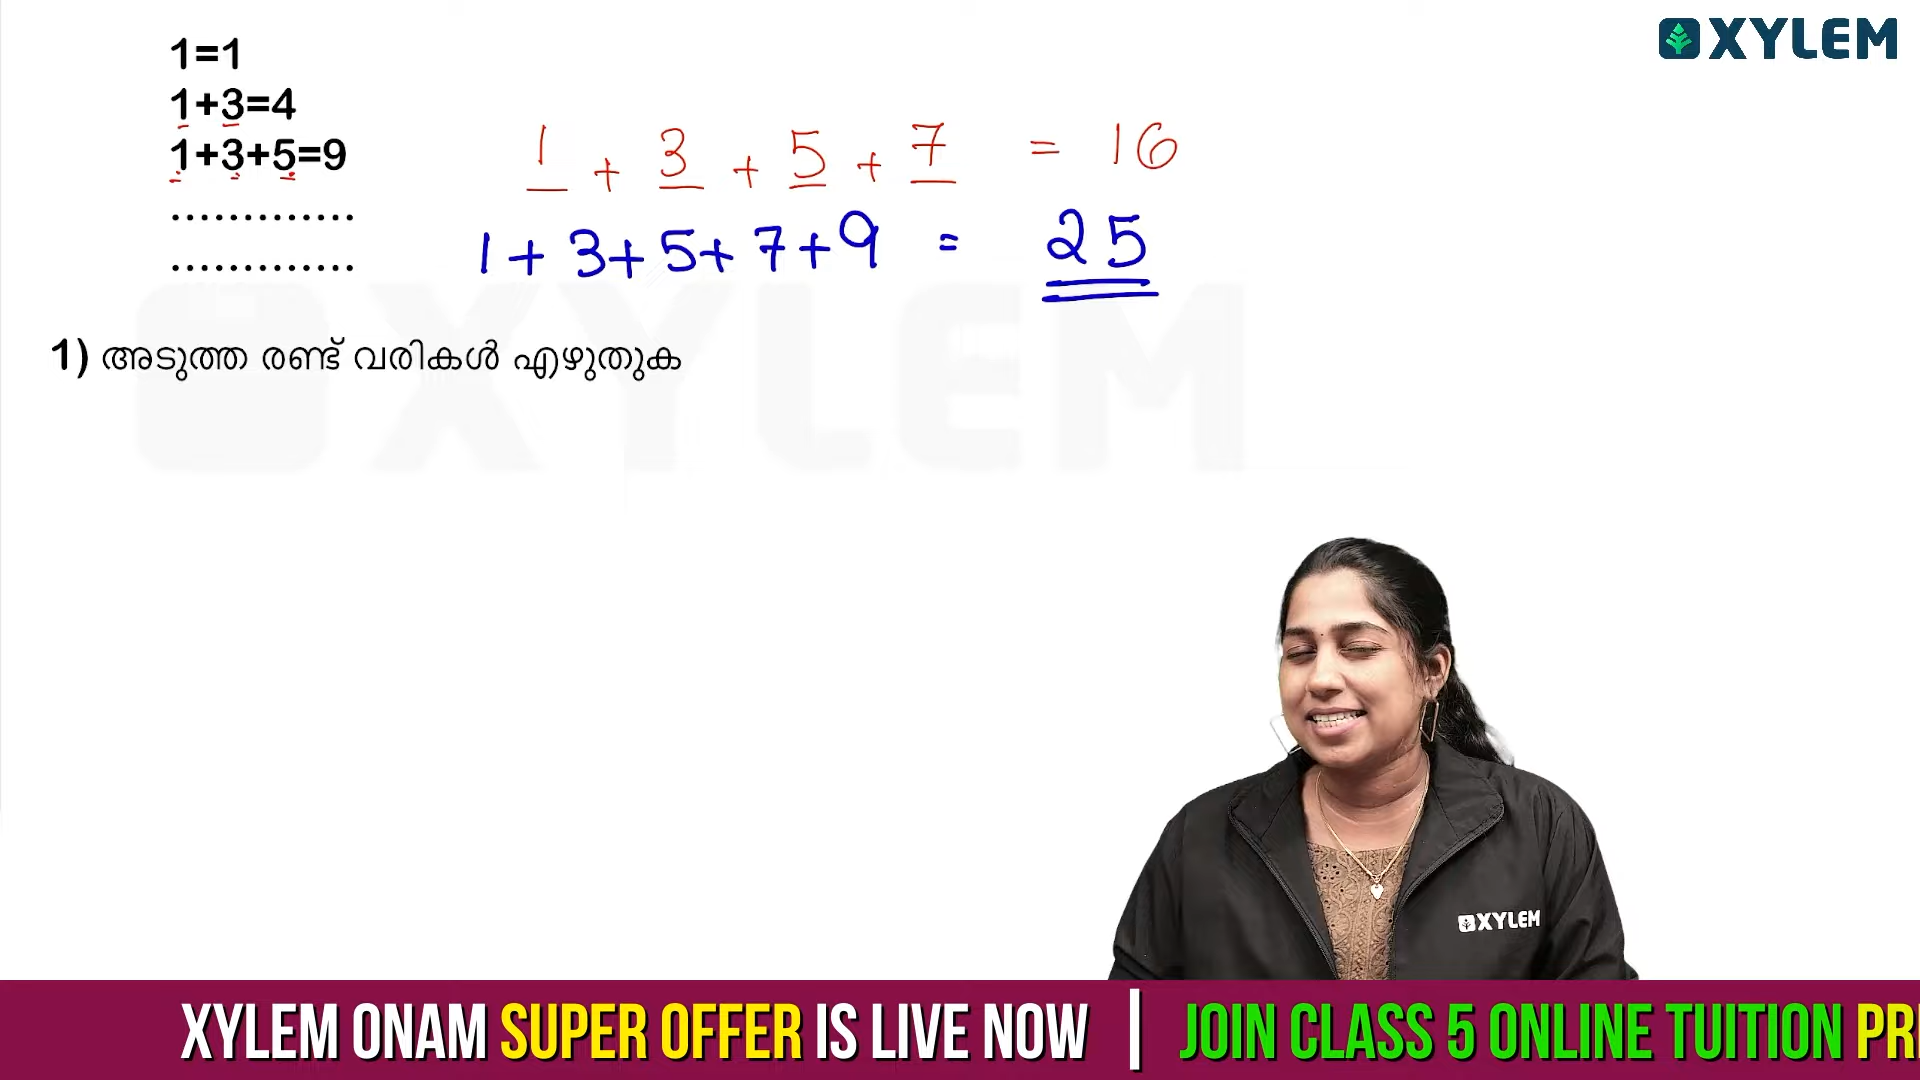 XYLEM
1=1
1+3=4
1+3+5=9
1 + 3 + 5 + 7 = 16
.............
1 + 3 + 5 + 7 + 9 = 25
.............
XYLEM
1) അടുത്ത രണ്ട് വരികൾ എഴുതുക
XYLEM
XYLEM ONAM SUPER OFFER IS LIVE NOW | JOIN CLASS 5 ONLINE TUITION